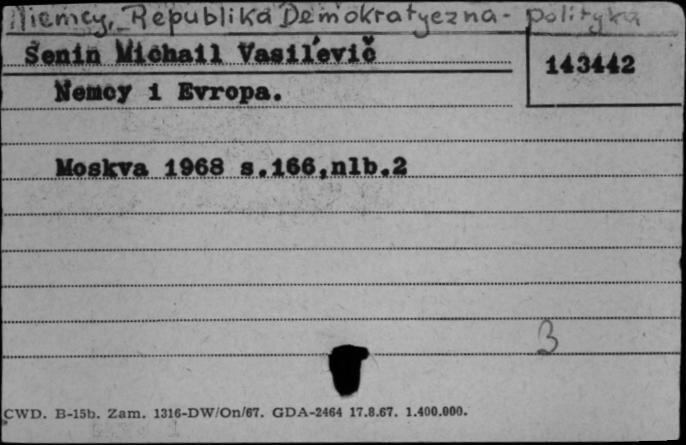 Niemcy, Republika Demokratyczna - polityka
Senin Michail Vasil'evič
143442
Nemcy i Evropa.
Moskva 1968 s.166,nlb.2
3
CWD. B-15b. Zam. 1316-DW/On/67. GDA-2464 17.8.67. 1.400.000.